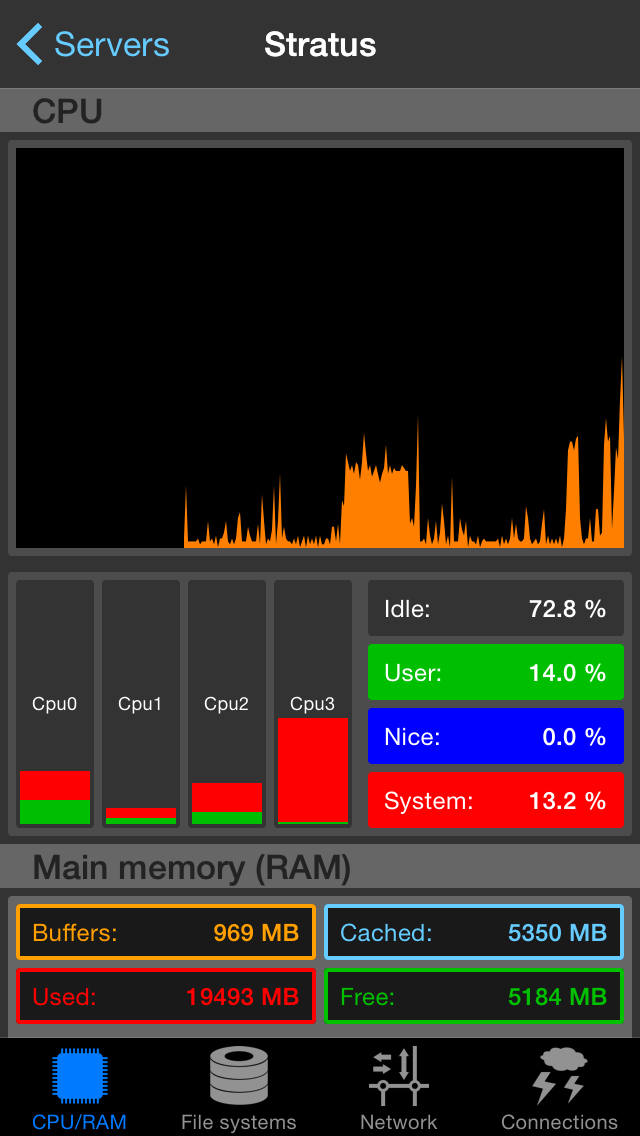 Servers
Stratus
CPU
Cpu0 Cpu1 Cpu2 Cpu3
Idle: 72.8 %
User: 14.0 %
Nice: 0.0 %
System: 13.2 %
Main memory (RAM)
Buffers: 969 MB
Cached: 5350 MB
Used: 19493 MB
Free: 5184 MB
CPU/RAM
File systems
Network
Connections